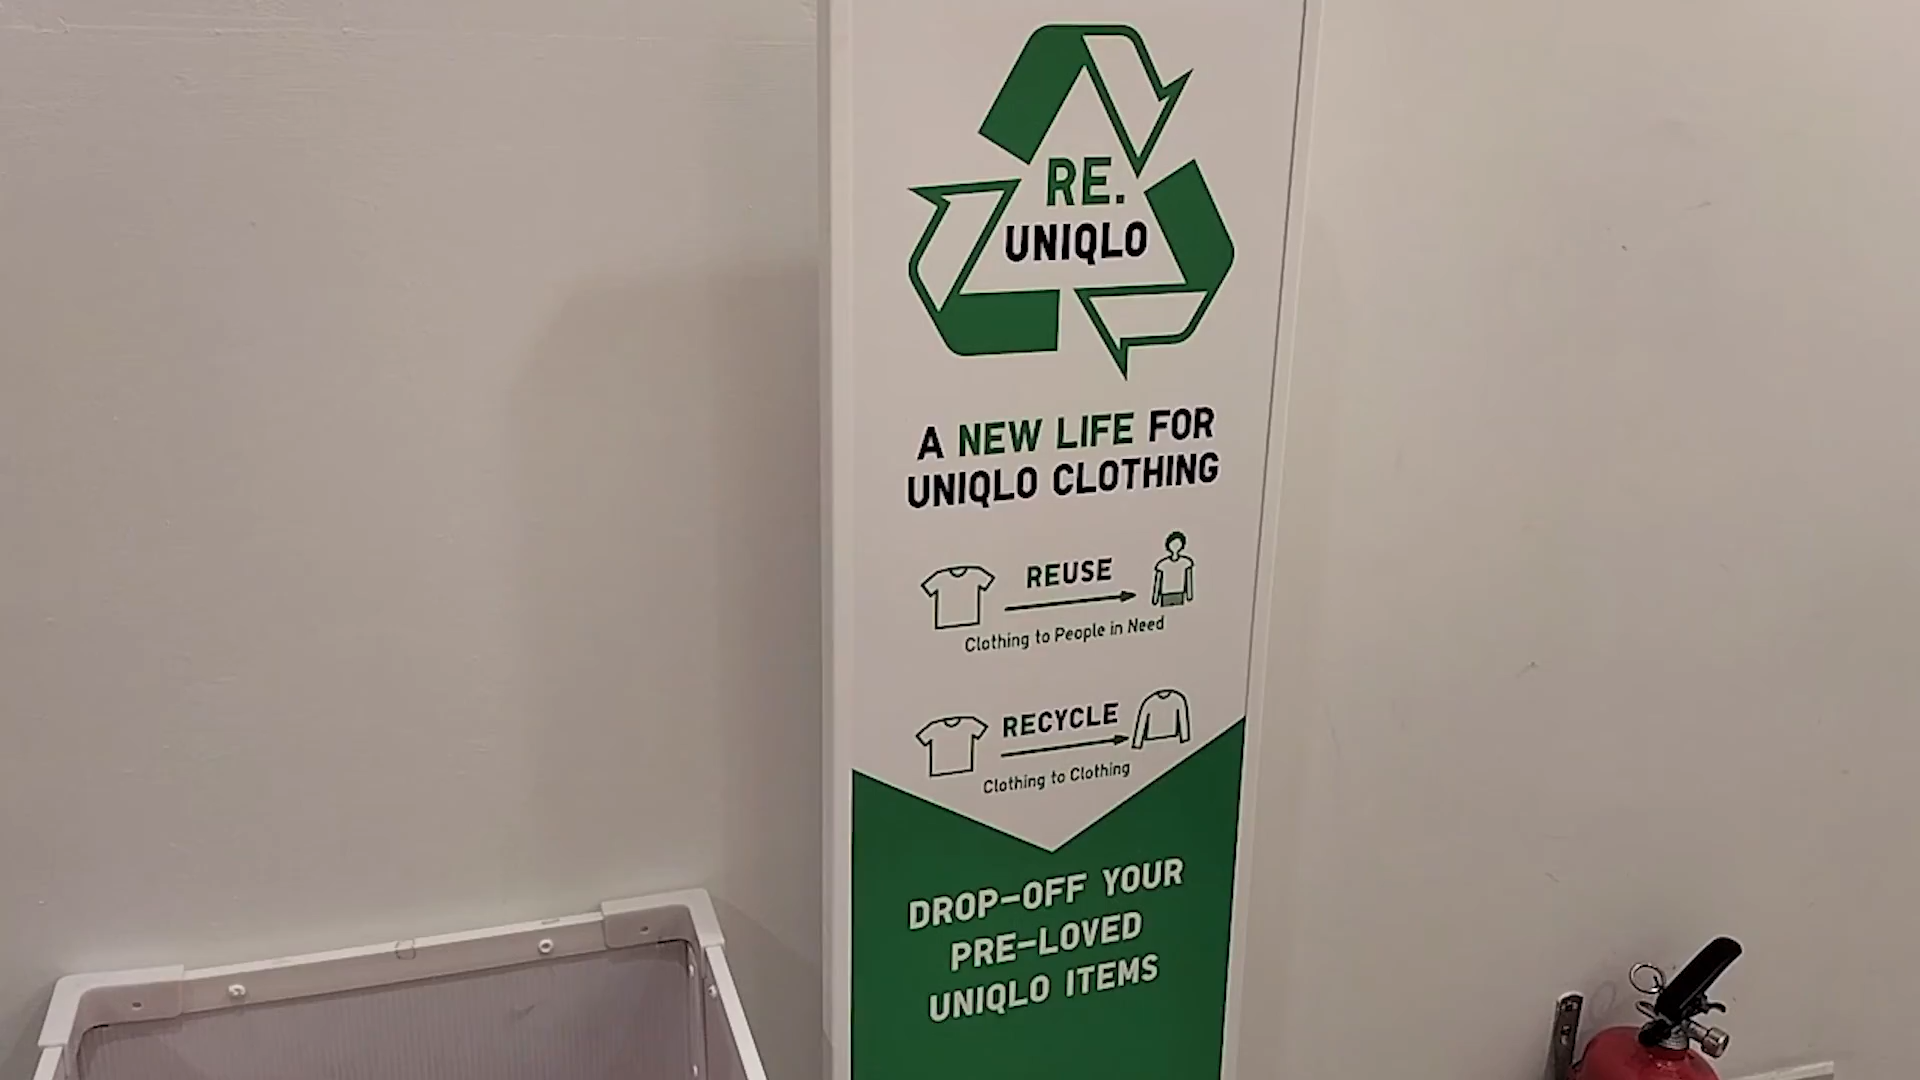 RE.
UNIQLO
A NEW LIFE FOR
UNIQLO CLOTHING
REUSE
Clothing to People in Need
RECYCLE
Clothing to Clothing
DROP-OFF YOUR
PRE-LOVED
UNIQLO ITEMS